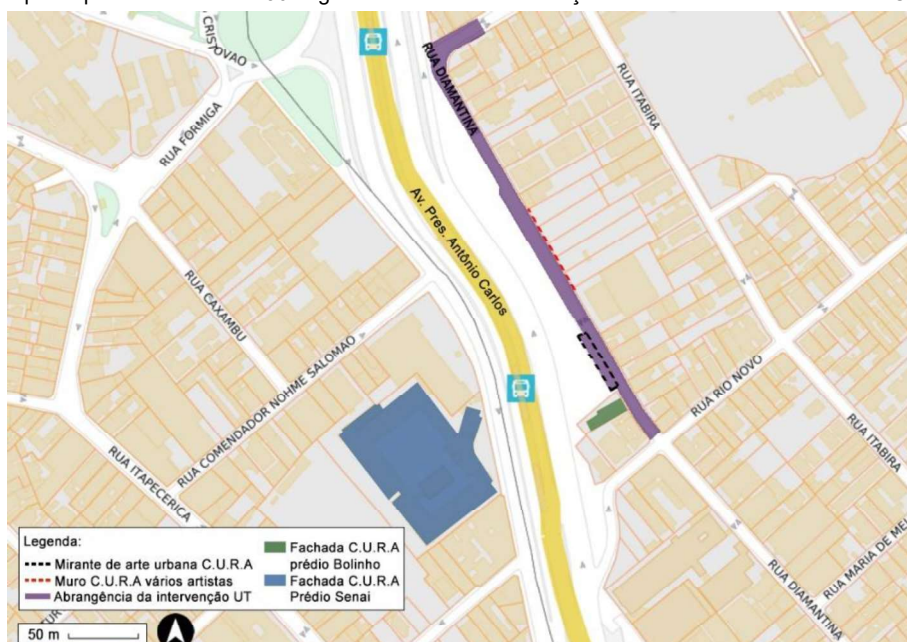 CRISTOVAO
RUA FORMIGA
RUA DIAMANTINA
RUA ITABIRA
Av. Pres. Antônio Carlos
RUA CAXAMBU
RUA COMENDADOR NOHME SALOMAO
RUA ITAPECERICA
RUA RIO NOVO
RUA ITABIRA
RUA DIAMANTINA
RUA MARIA DE ME
Legenda:
Mirante de arte urbana C.U.R.A
Muro C.U.R.A vários artistas
Abrangência da intervenção UT
Fachada C.U.R.A
prédio Bolinho
Fachada C.U.R.A
Prédio Senai
TUR
50 m